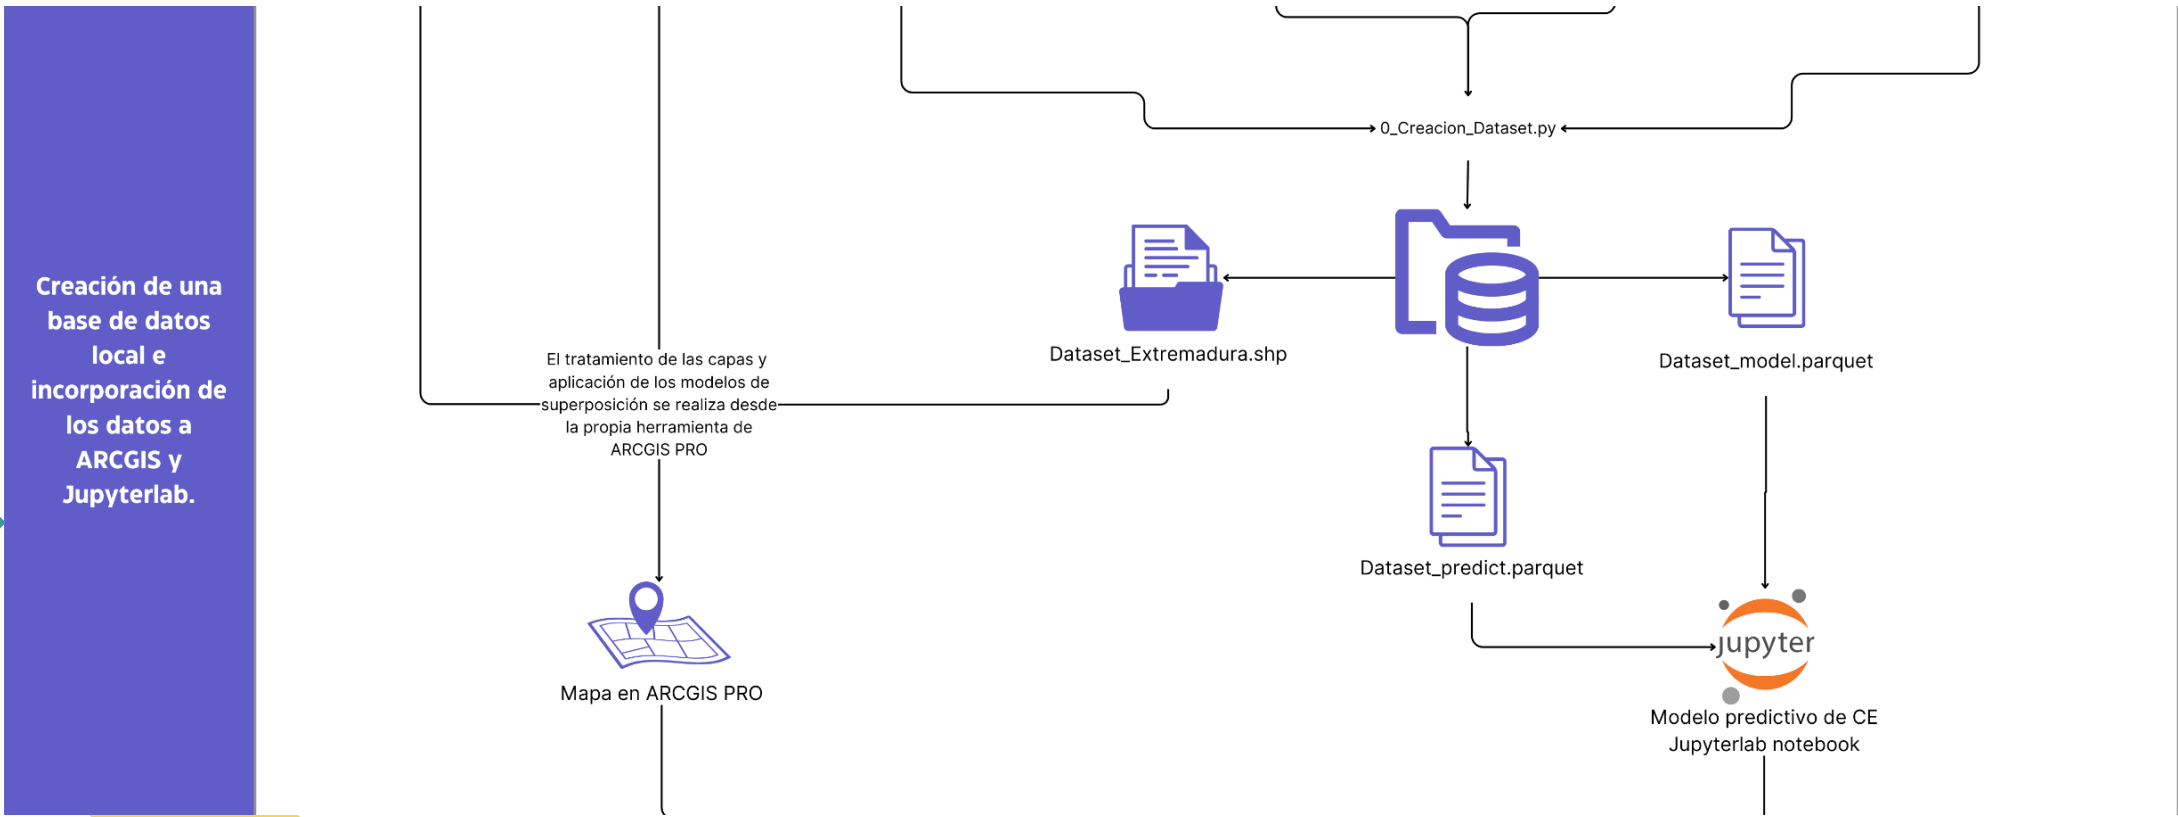 Creación de una
base de datos
local e
incorporación de
los datos a
ARCGIS y
Jupyterlab.
0_Creacion_Dataset.py
Dataset_Extremadura.shp
Dataset_model.parquet
El tratamiento de las capas y
aplicación de los modelos de
superposición se realiza desde
la propia herramienta de
ARCGIS PRO
Dataset_predict.parquet
jupyter
Mapa en ARCGIS PRO
Modelo predictivo de CE
Jupyterlab notebook